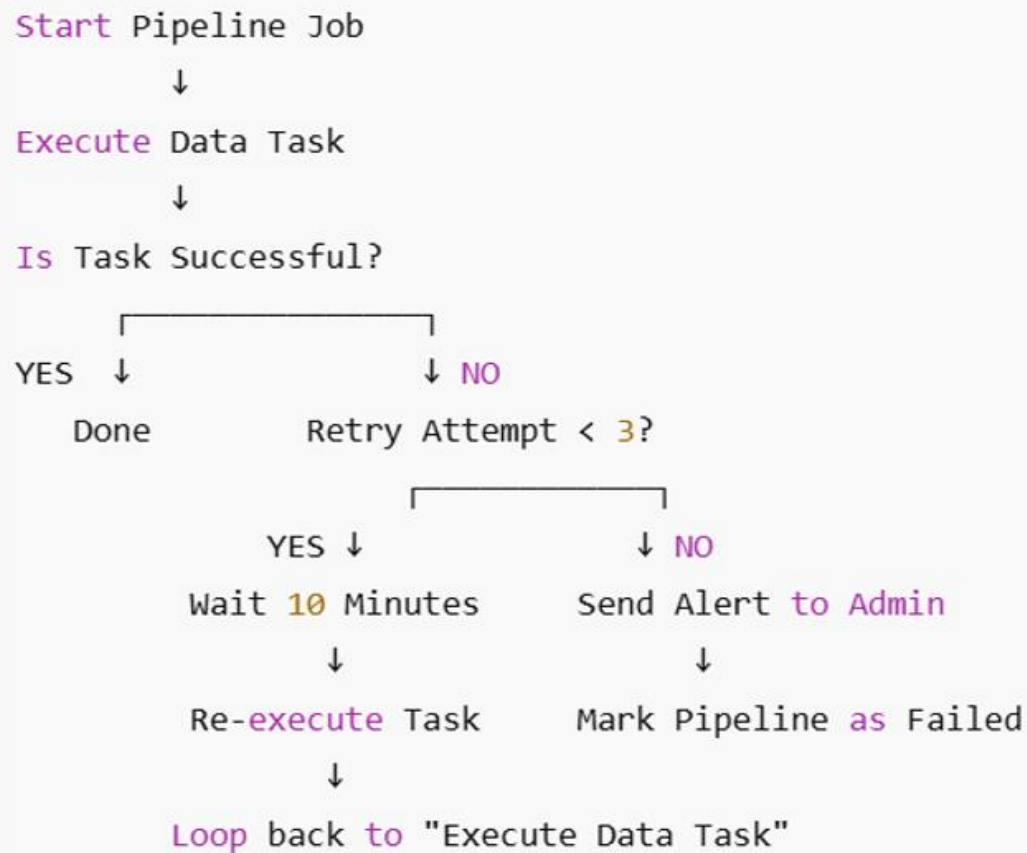 Start Pipeline Job
↓
Execute Data Task
↓
Is Task Successful?
YES ↓ ↓ NO
Done Retry Attempt < 3?
YES ↓ ↓ NO
Wait 10 Minutes Send Alert to Admin
↓ ↓
Re-execute Task Mark Pipeline as Failed
↓
Loop back to "Execute Data Task"